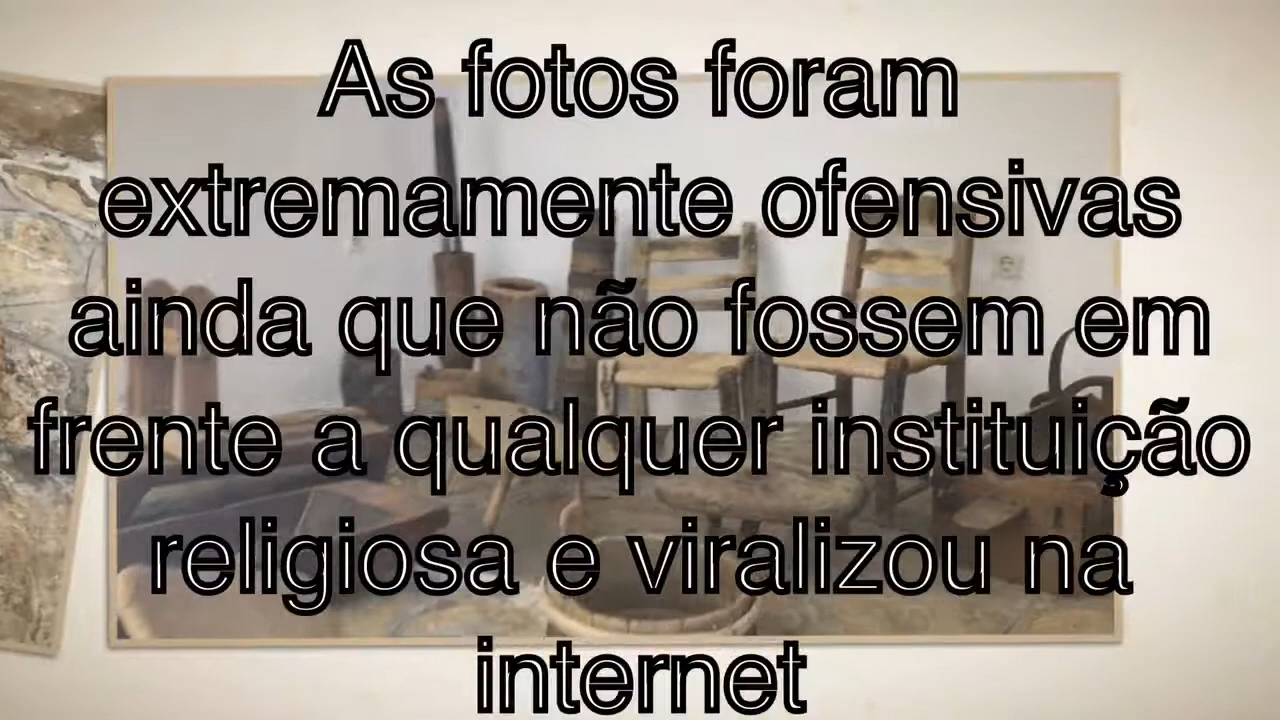 As fotos foram
extremamente ofensivas
ainda que não fossem em
frente a qualquer instituição
religiosa e viralizou na
internet